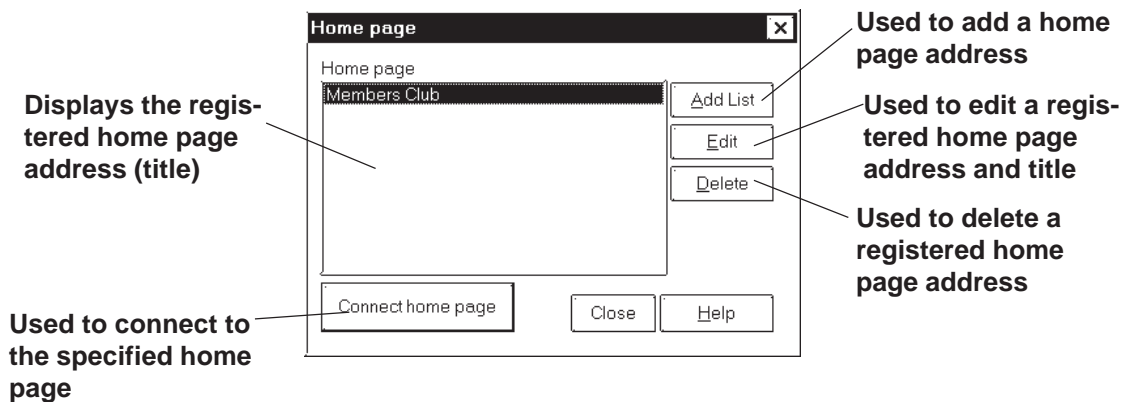 Home page
Home page
Members Club
Add List
Edit
Delete
Connect home page
Close
Help
Displays the regis-
tered home page
address (title)
Used to connect to
the specified home
page
Used to add a home
page address
Used to edit a regis-
tered home page
address and title
Used to delete a
registered home
page address